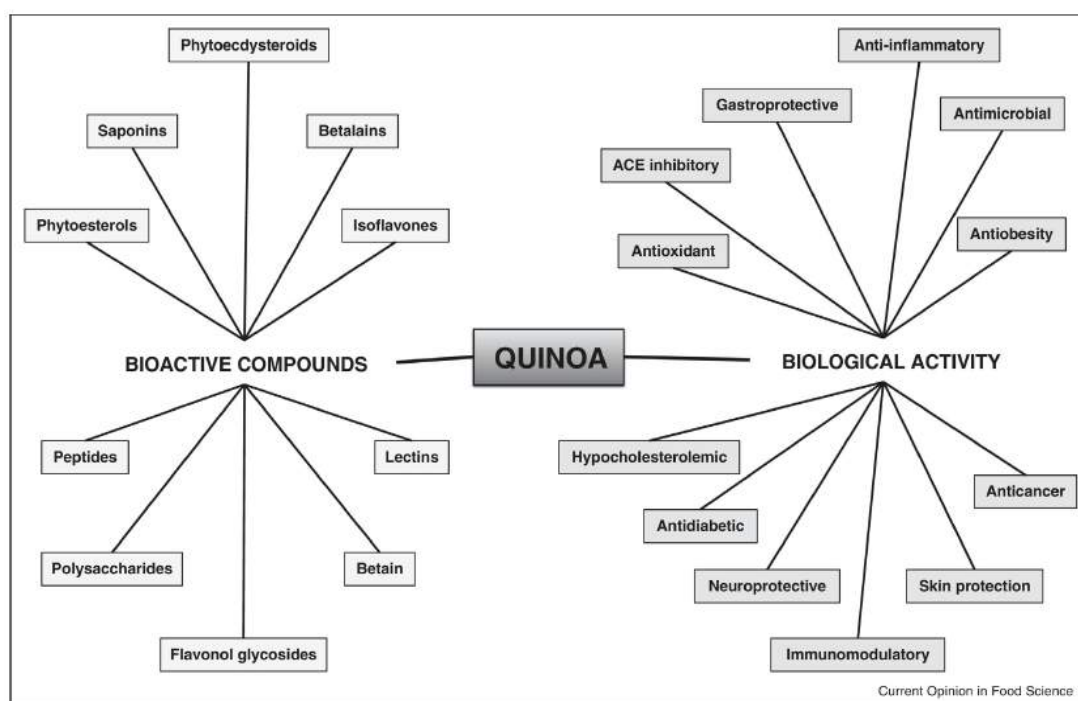 Phytoecdysteroids
Saponins
Betalains
Phytoesterols
Isoflavones
BIOACTIVE COMPOUNDS
Peptides
Lectins
Polysaccharides
Betain
Flavonol glycosides
QUINOA
Anti-inflammatory
Gastroprotective
Antimicrobial
ACE inhibitory
Antioxidant
Antiobesity
BIOLOGICAL ACTIVITY
Hypocholesterolemic
Anticancer
Antidiabetic
Neuroprotective
Skin protection
Immunomodulatory
Current Opinion in Food Science